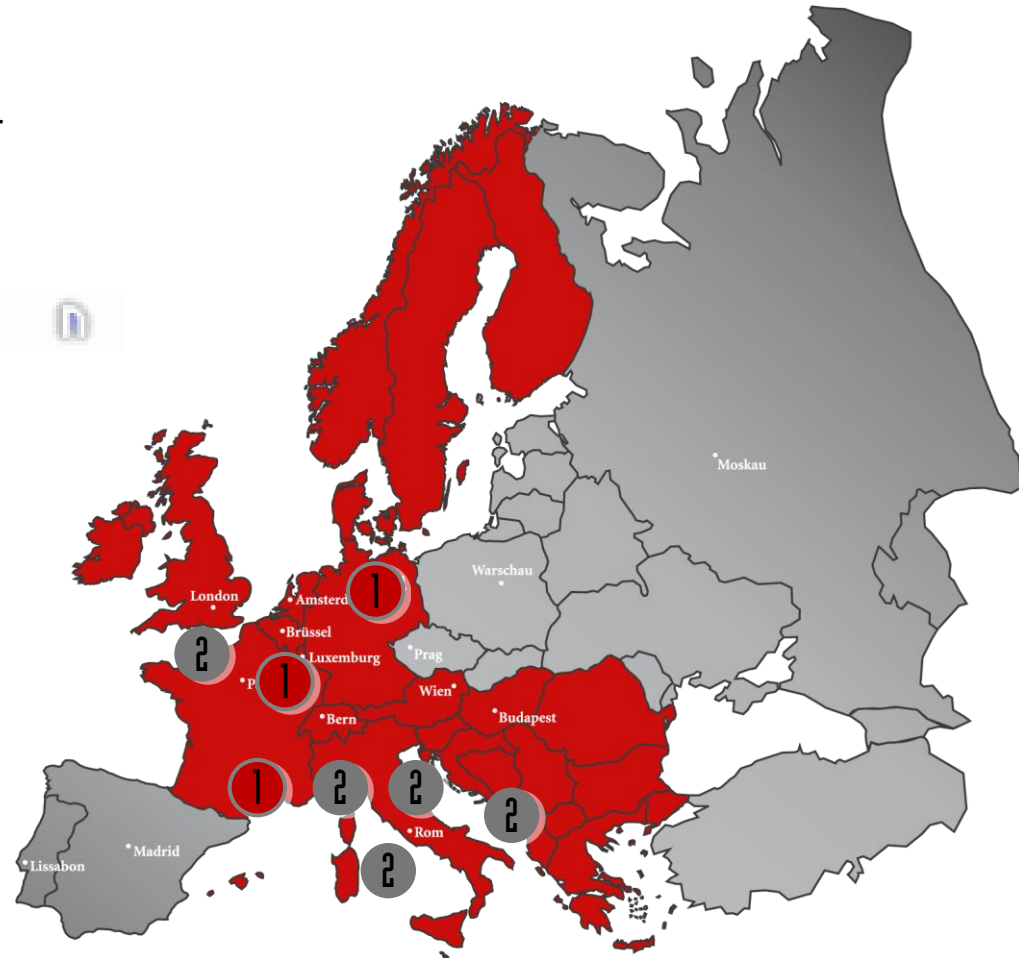 Moskau
Warschau
1
London
Amsterd
Brüssel
2
Prag
Luxemburg
P
1
Wien
Bern
Budapest
1
2
2
2
Rom
Madrid
Lissabon
2